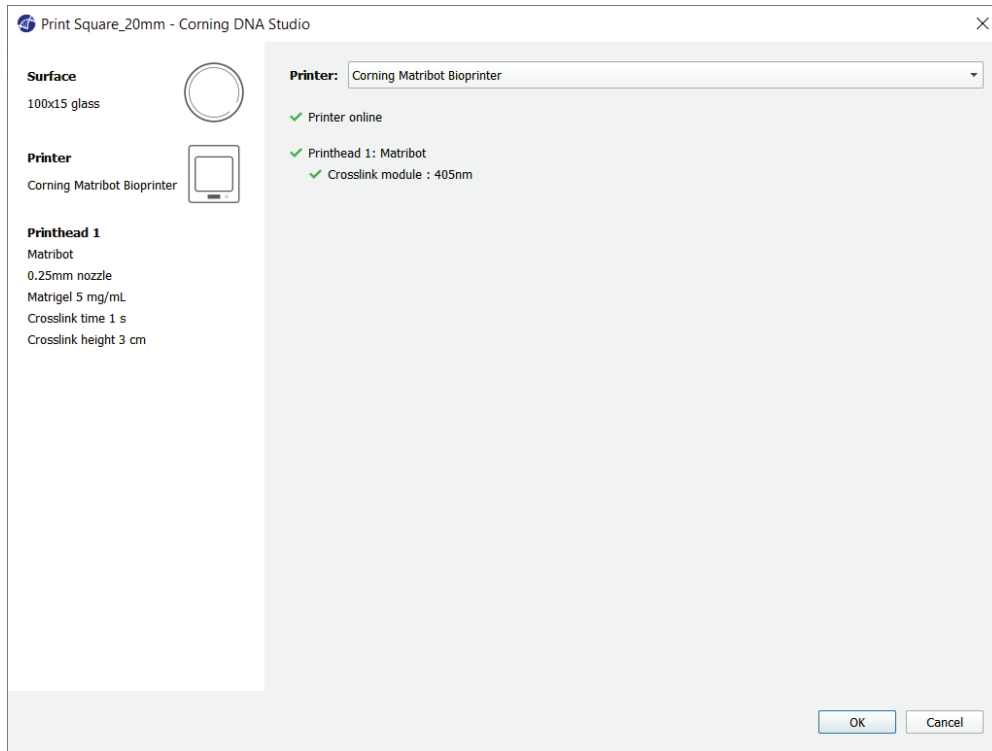 Print Square_20mm - Corning DNA Studio
Surface
100x15 glass
Printer
Corning Matribot Bioprinter
Printhead 1
Matribot
0.25mm nozzle
Matrigel 5 mg/mL
Crosslink time 1 s
Crosslink height 3 cm
Printer: Corning Matribot Bioprinter
Printer online
Printhead 1: Matribot
Crosslink module : 405nm
OK Cancel